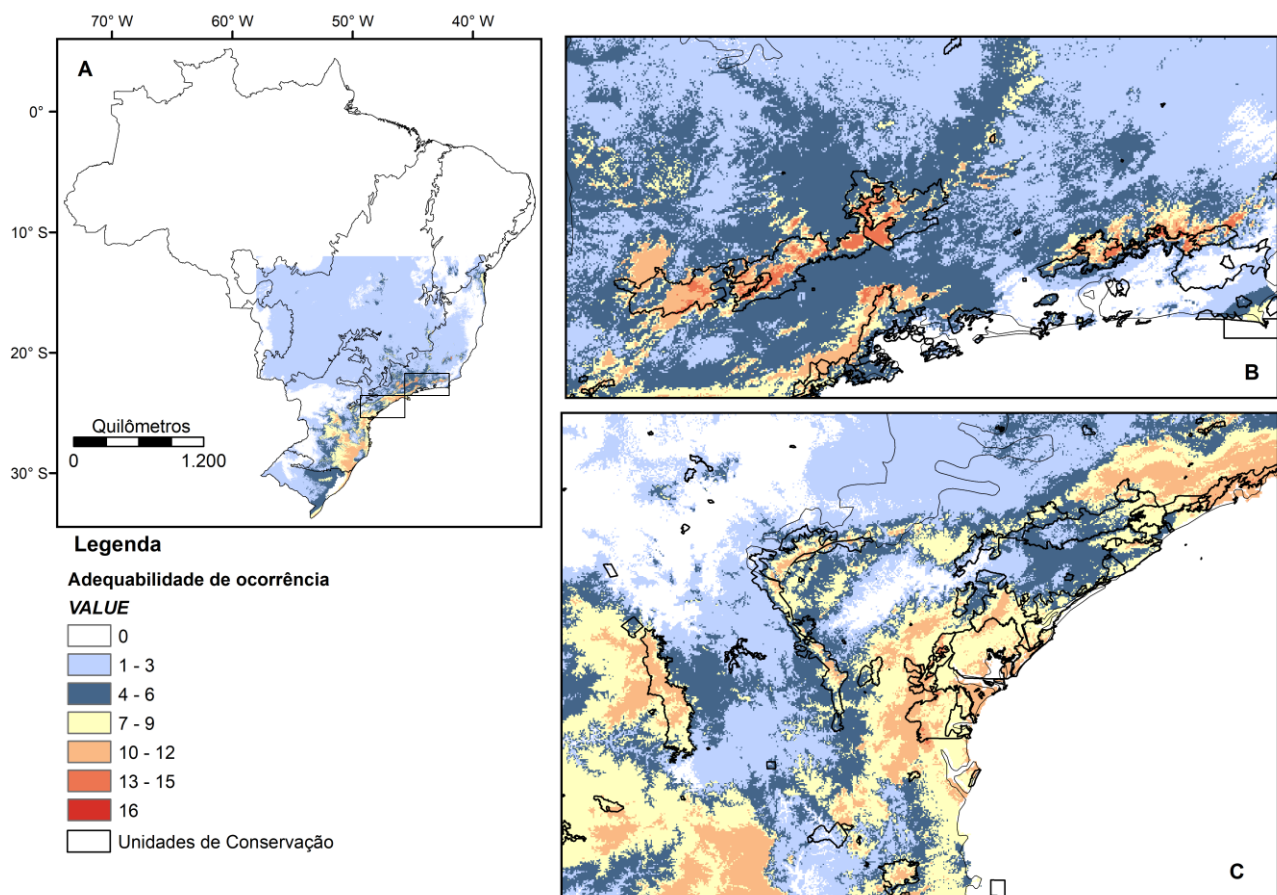 70° W 60° W 50° W 40° W
A
0°
10° S
20° S
30° S
Quilômetros
0 1.200
B
C
Legenda
Adequabilidade de ocorrência
VALUE
0
1 - 3
4 - 6
7 - 9
10 - 12
13 - 15
16
Unidades de Conservação